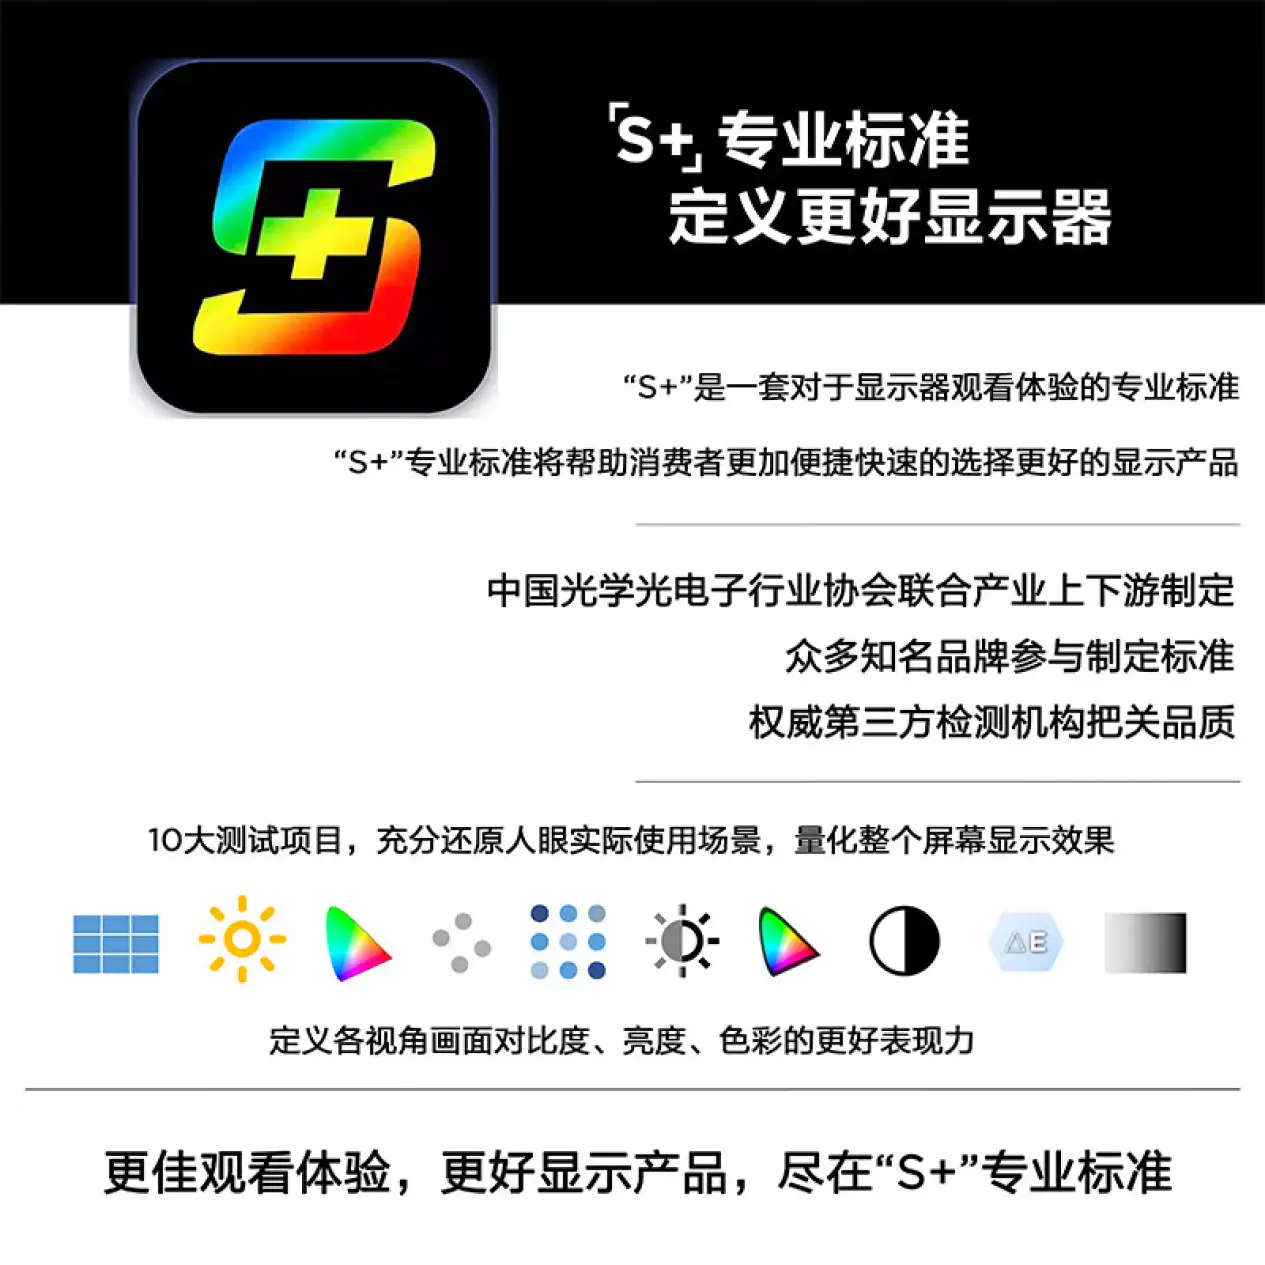 「S+」专业标准
定义更好显示器
“S+”是一套对于显示器观看体验的专业标准
“S+”专业标准将帮助消费者更加便捷快速的选择更好的显示产品
中国光学光电子行业协会联合产业上下游制定
众多知名品牌参与制定标准
权威第三方检测机构把关品质
10大测试项目，充分还原人眼实际使用场景，量化整个屏幕显示效果
△E
定义各视角画面对比度、亮度、色彩的更好表现力
更佳观看体验，更好显示产品，尽在“S+”专业标准